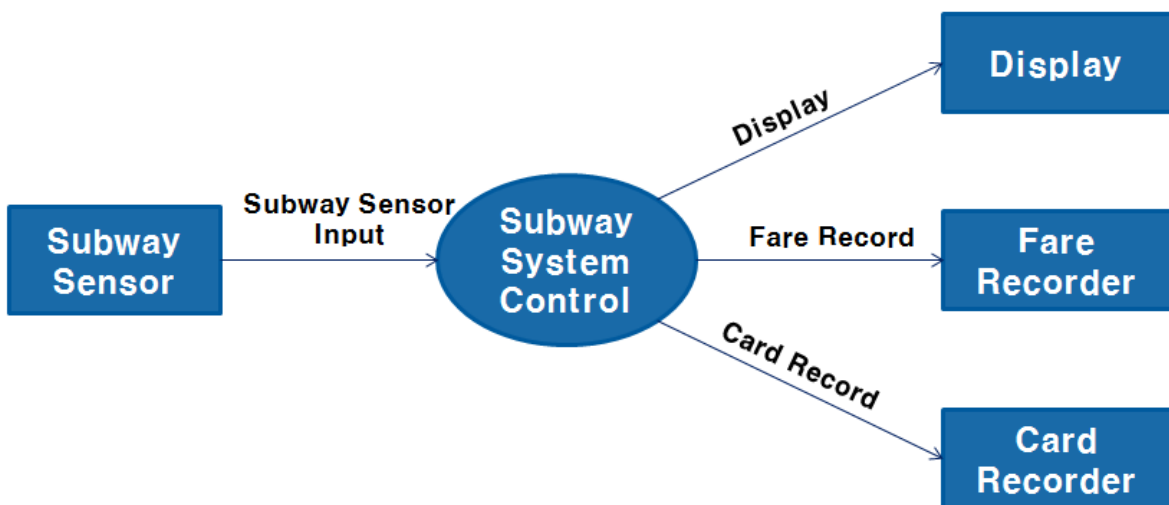 Subway
Sensor
Subway Sensor
Input
Subway
System
Control
Display
Display
Fare Record
Fare
Recorder
Card Record
Card
Recorder